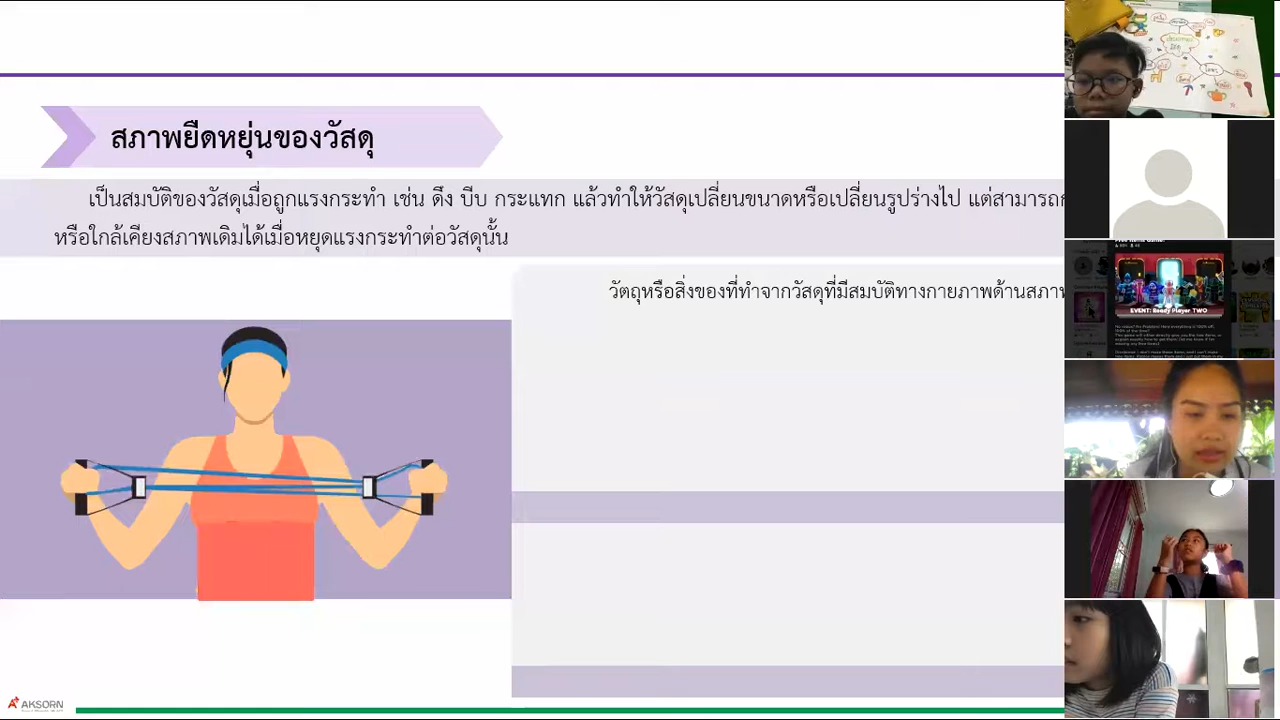 สภาพยืดหยุ่นของวัสดุ
เป็นสมบัติของวัสดุเมื่อถูกแรงกระทำ เช่น ดึง บีบ กระแทก แล้วทำให้วัสดุเปลี่ยนขนาดหรือเปลี่ยนรูปร่างไป แต่สามารถก
หรือใกล้เคียงสภาพเดิมได้เมื่อหยุดแรงกระทำต่อวัสดุนั้น
วัตถุหรือสิ่งของที่ทำจากวัสดุที่มีสมบัติทางกายภาพด้านสภาพ
EVENT: Ready Player TWO
AKSORN